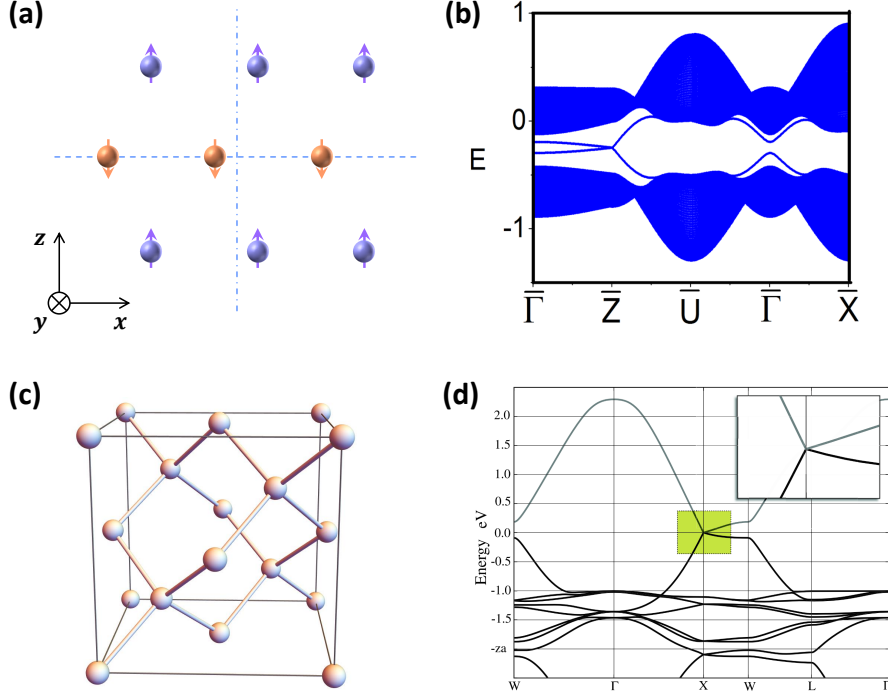 (a)
z
y
x
(b)
1
0
-1
E
Γ̅ Z̅ U̅ Γ̅ X̅
(c)
(d)
Energy eV
2.0
1.5
1.0
0.5
0.0
-0.5
-1.0
-1.5
-za
W Γ X W L Γ